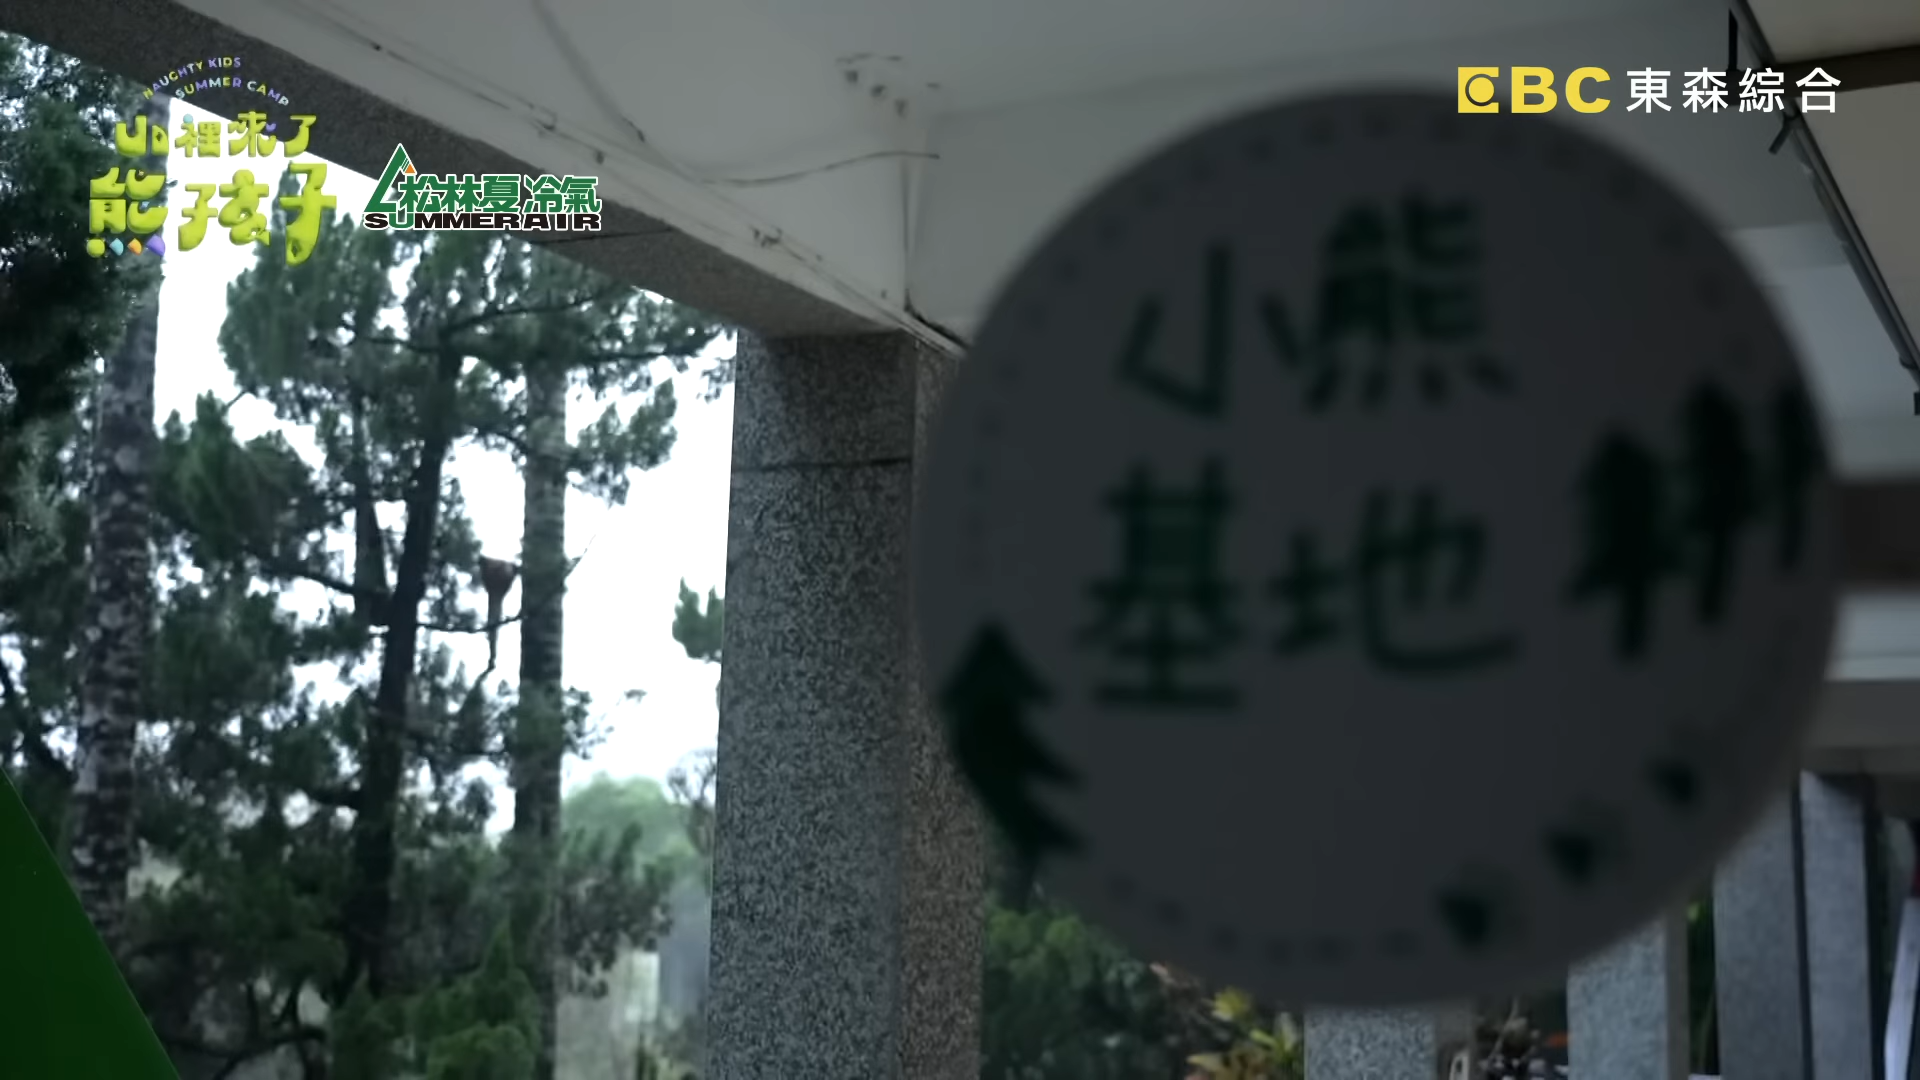 NAUGHTY KIDS
SUMMER CAMP
小裡來了
熊孩子
松林夏冷氣
SUMMERAIR
EBC 東森綜合
小熊
基地